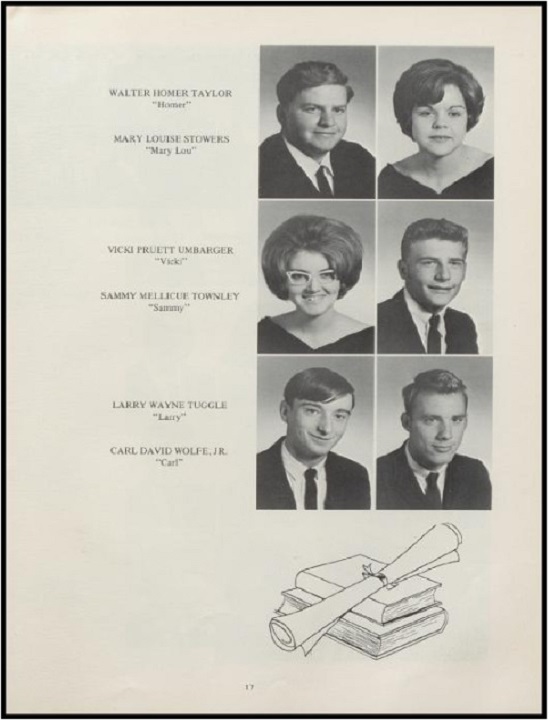 WALTER HOMER TAYLOR
"Homer"
MARY LOUISE STOWERS
"Mary Lou"
VICKI PRUETT UMBARGER
"Vicki"
SAMMY MELLICUE TOWNLEY
"Sammy"
LARRY WAYNE TUGGLE
"Larry"
CARL DAVID WOLFE, JR.
"Carl"
17